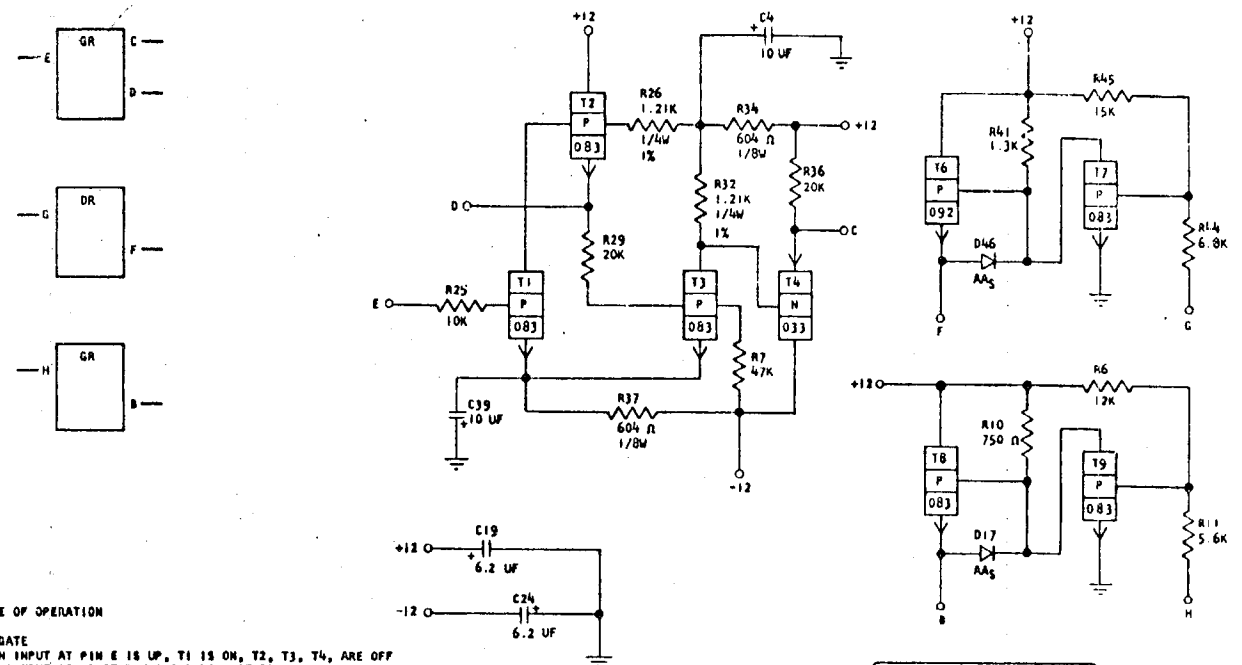 GR
E
C
D
DR
G
F
GR
H
B
+12
T2
P
083
R26
1.21K
1/4W
1%
C4
+
10 UF
R34
604 Ω
1/8W
+12
R36
20K
R32
1.21K
1/4W
1%
D
C
R29
20K
E
R25
10K
T1
P
083
T3
P
083
T4
N
033
R7
47K
C39
10 UF
+
R37
604 Ω
1/8W
-12
+12
C19
+
6.2 UF
-12
C24
+
6.2 UF
+12
R45
15K
R41
1.3K
T6
P
092
T7
P
083
D46
AAS
R14
6.8K
F
G
+12
R6
12K
R10
750 Ω
T8
P
083
T9
P
083
D17
AAS
R11
5.6K
B
H
E OF OPERATION
GATE
N INPUT AT PIN E IS UP, T1 IS ON, T2, T3, T4, ARE OFF